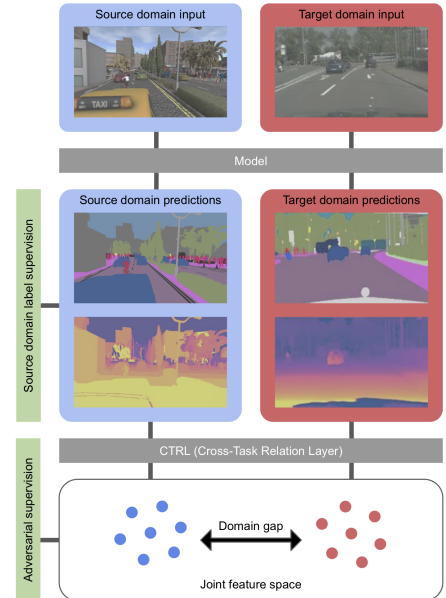 Source domain input
Target domain input
TAXI
Model
Source domain label supervision
Source domain predictions
Target domain predictions
CTRL (Cross-Task Relation Layer)
Adversarial supervision
Domain gap
Joint feature space